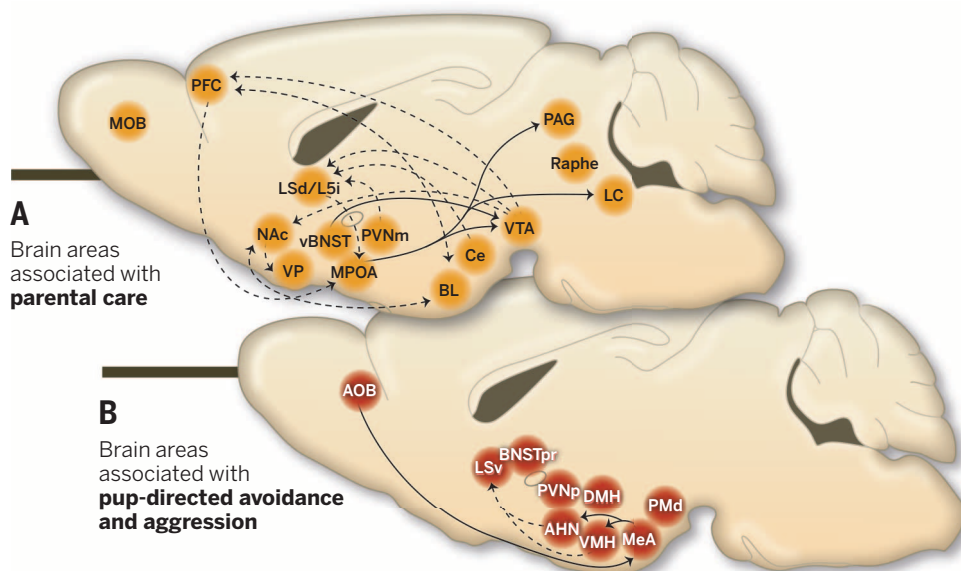 PFC
MOB
PAG
Raphe
LSd/L5i
LC
A
NAc
vBNST
PVNm
VTA
Brain areas
associated with
parental care
VP
MPOA
Ce
BL
AOB
B
Brain areas
associated with
pup-directed avoidance
and aggression
LSv
BNSTpr
PVNp
DMH
PMd
AHN
VMH
MeA